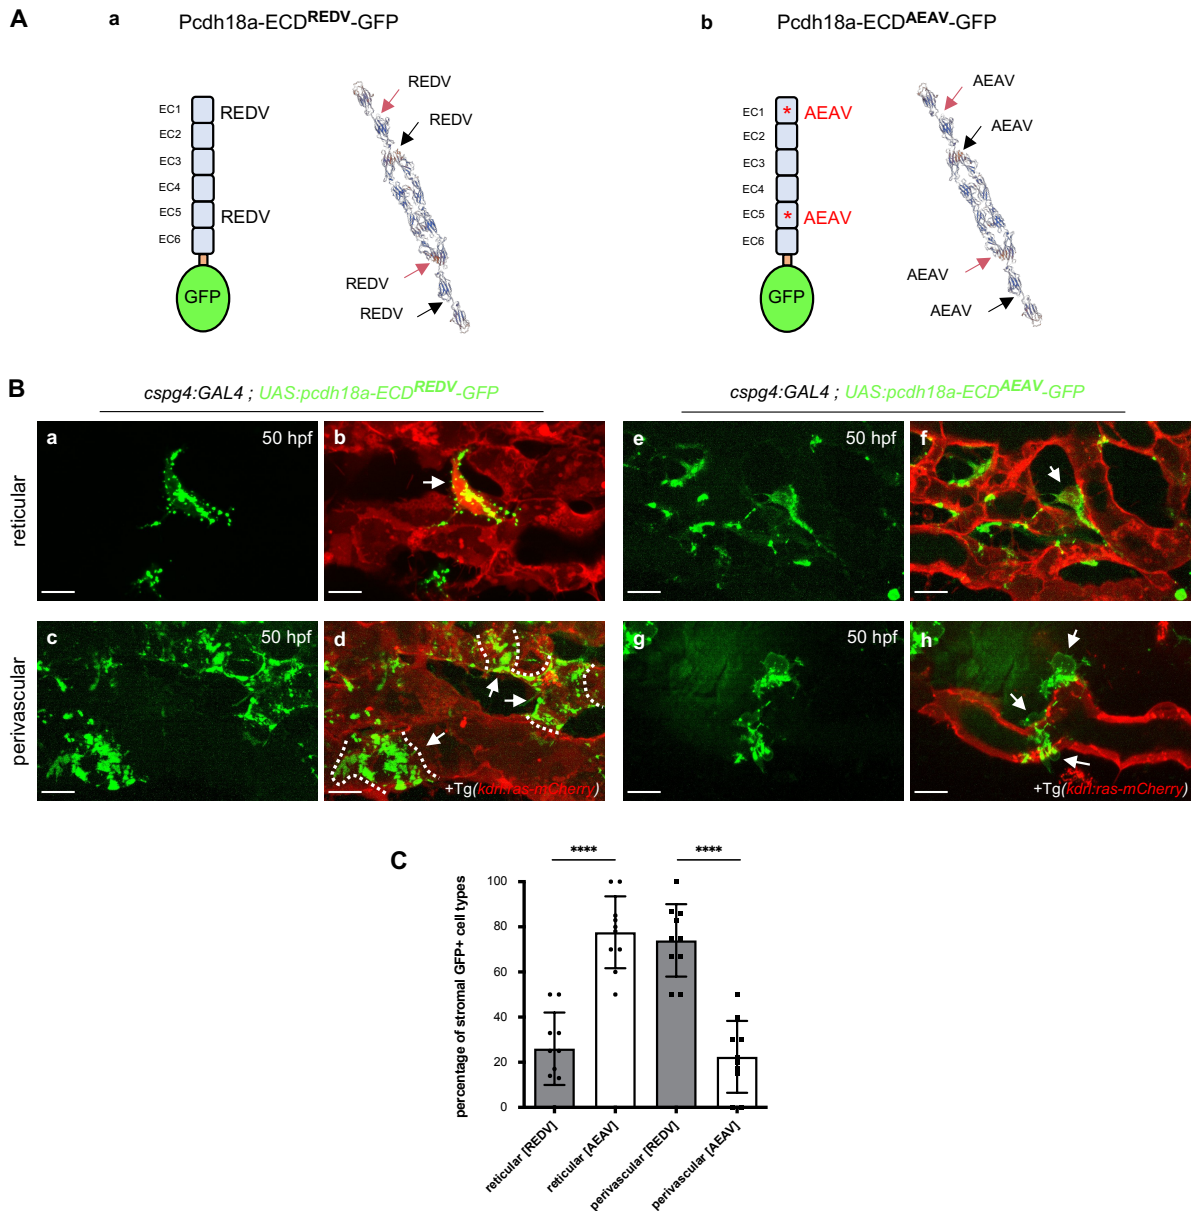 A
a
Pcdh18a-ECDREDV-GFP
b
Pcdh18a-ECDAEAV-GFP
EC1
REDV
EC2
EC3
EC4
EC5
REDV
EC6
GFP
REDV
REDV
REDV
REDV
EC1
*
AEAV
EC2
EC3
EC4
EC5
*
AEAV
EC6
GFP
AEAV
AEAV
AEAV
AEAV
B
cspg4:GAL4 ; UAS:pcdh18a-ECDREDV-GFP
cspg4:GAL4 ; UAS:pcdh18a-ECDAEAV-GFP
reticular
a
50 hpf
b
e
50 hpf
f
perivascular
c
50 hpf
d
+Tg(kdrl:ras-mCherry)
g
50 hpf
h
+Tg(kdrl:ras-mCherry)
C
****
****
percentage of stromal GFP+ cell types
100
80
60
40
20
0
reticular [REDV]
reticular [AEAV]
perivascular [REDV]
perivascular [AEAV]